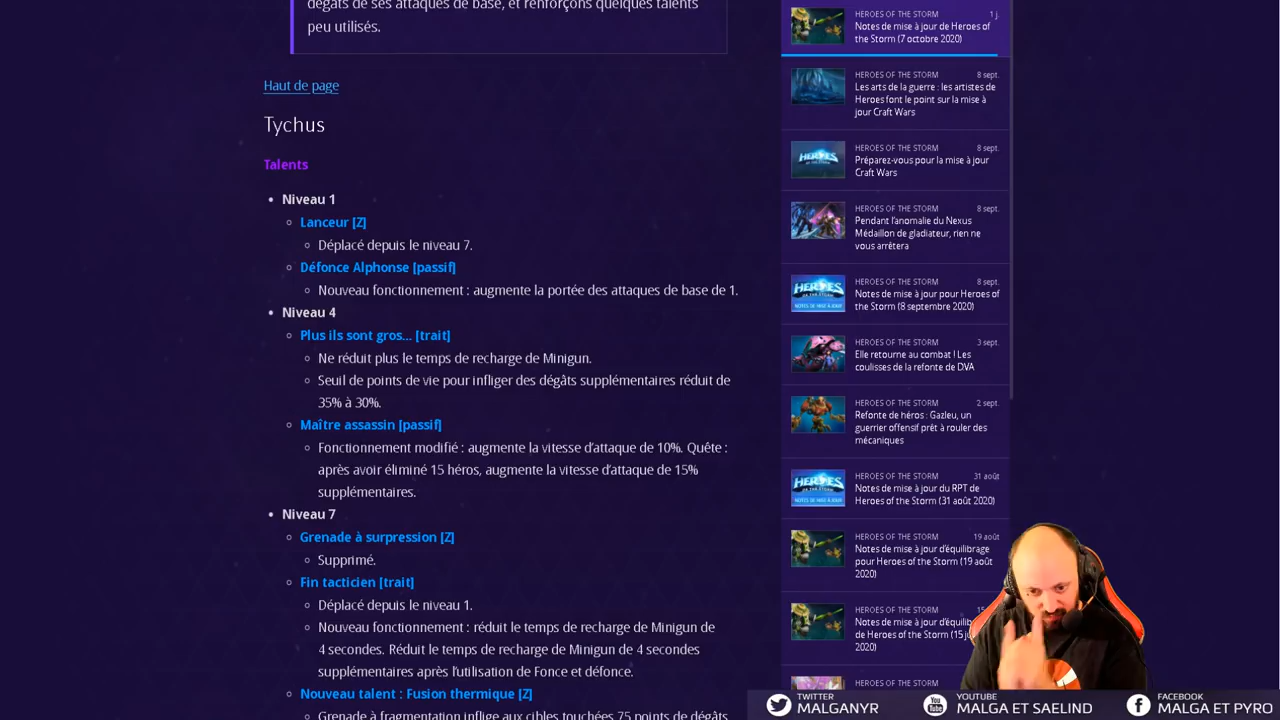 dégâts de ses attaques de base, et renforçons quelques talents
peu utilisés.
Haut de page
Tychus
Talents
Niveau 1
Lanceur [Z]
Déplacé depuis le niveau 7.
Défonce Alphonse [passif]
Nouveau fonctionnement : augmente la portée des attaques de base de 1.
Niveau 4
Plus ils sont gros... [trait]
Ne réduit plus le temps de recharge de Minigun.
Seuil de points de vie pour infliger des dégâts supplémentaires réduit de
35% à 30%.
Maître assassin [passif]
Fonctionnement modifié : augmente la vitesse d'attaque de 10%. Quête :
après avoir éliminé 15 héros, augmente la vitesse d'attaque de 15%
supplémentaires.
Niveau 7
Grenade à surpression [Z]
Supprimé.
Fin tacticien [trait]
Déplacé depuis le niveau 1.
Nouveau fonctionnement : réduit le temps de recharge de Minigun de
4 secondes. Réduit le temps de recharge de Minigun de 4 secondes
supplémentaires après l'utilisation de Fonce et défonce.
Nouveau talent : Fusion thermique [Z]
Grenade à fragmentation inflige aux cibles touchées 75 points de dégâts
HEROES OF THE STORM 1 j.
Notes de mise à jour de Heroes of
the Storm (7 octobre 2020)
HEROES OF THE STORM 8 sept.
Les arts de la guerre : les artistes de
Heroes font le point sur la mise à
jour Craft Wars
HEROES OF THE STORM 8 sept.
Préparez-vous pour la mise à jour
Craft Wars
HEROES OF THE STORM 8 sept.
Pendant l'anomalie du Nexus
Médaillon de gladiateur, rien ne
vous arrêtera
HEROES OF THE STORM 8 sept.
Notes de mise à jour pour Heroes of
the Storm (8 septembre 2020)
HEROES OF THE STORM 3 sept.
Elle retourne au combat ! Les
coulisses de la refonte de D.VA
HEROES OF THE STORM 2 sept.
Refonte de héros : Gazleu, un
guerrier offensif prêt à rouler des
mécaniques
HEROES OF THE STORM 31 août
Notes de mise à jour du RPT de
Heroes of the Storm (31 août 2020)
HEROES OF THE STORM 19 août
Notes de mise à jour d'équilibrage
pour Heroes of the Storm (19 août
2020)
HEROES OF THE STORM
Notes de mise à jour
de Heroes of the Storm (15
2020)
HEROES OF THE STORM
TWITTER
MALGANYR
YOUTUBE
MALGA ET SAELIND
FACEBOOK
MALGA ET PYRO